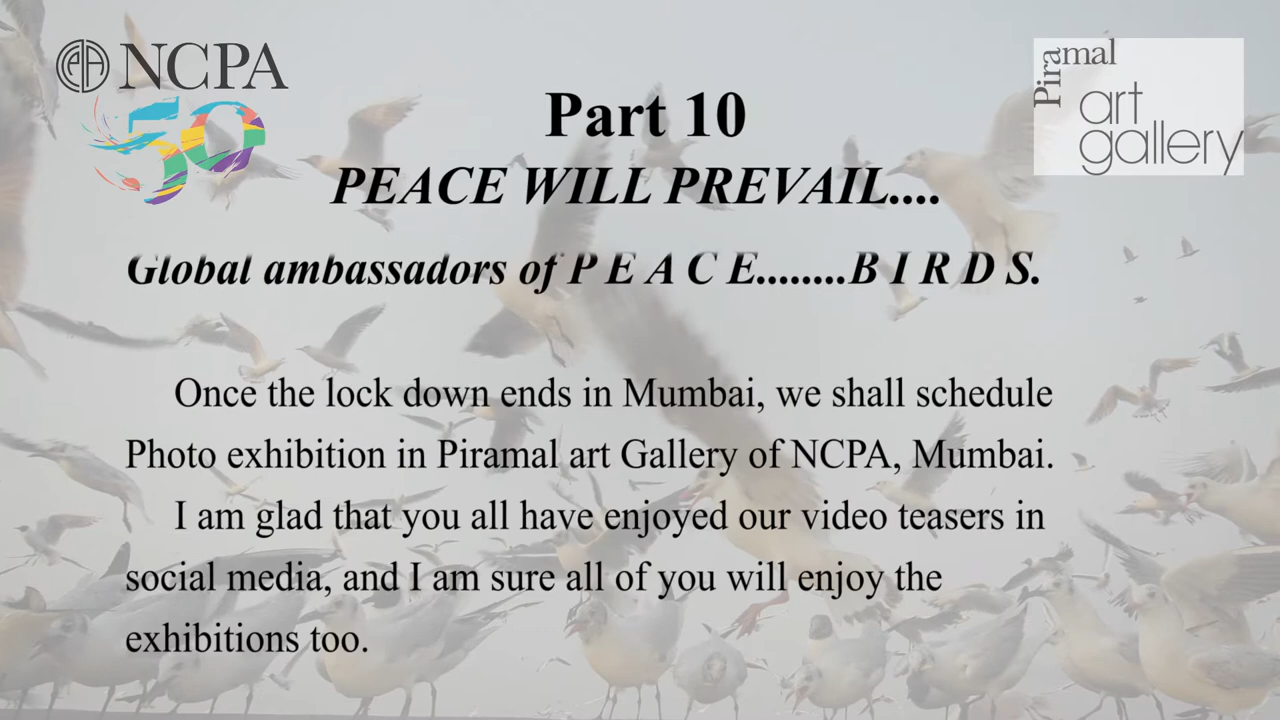 NCPA
50
Piramal
art
gallery
Part 10
PEACE WILL PREVAIL....
Global ambassadors of P E A C E........B I R D S.
Once the lock down ends in Mumbai, we shall schedule
Photo exhibition in Piramal art Gallery of NCPA, Mumbai.
I am glad that you all have enjoyed our video teasers in
social media, and I am sure all of you will enjoy the
exhibitions too.